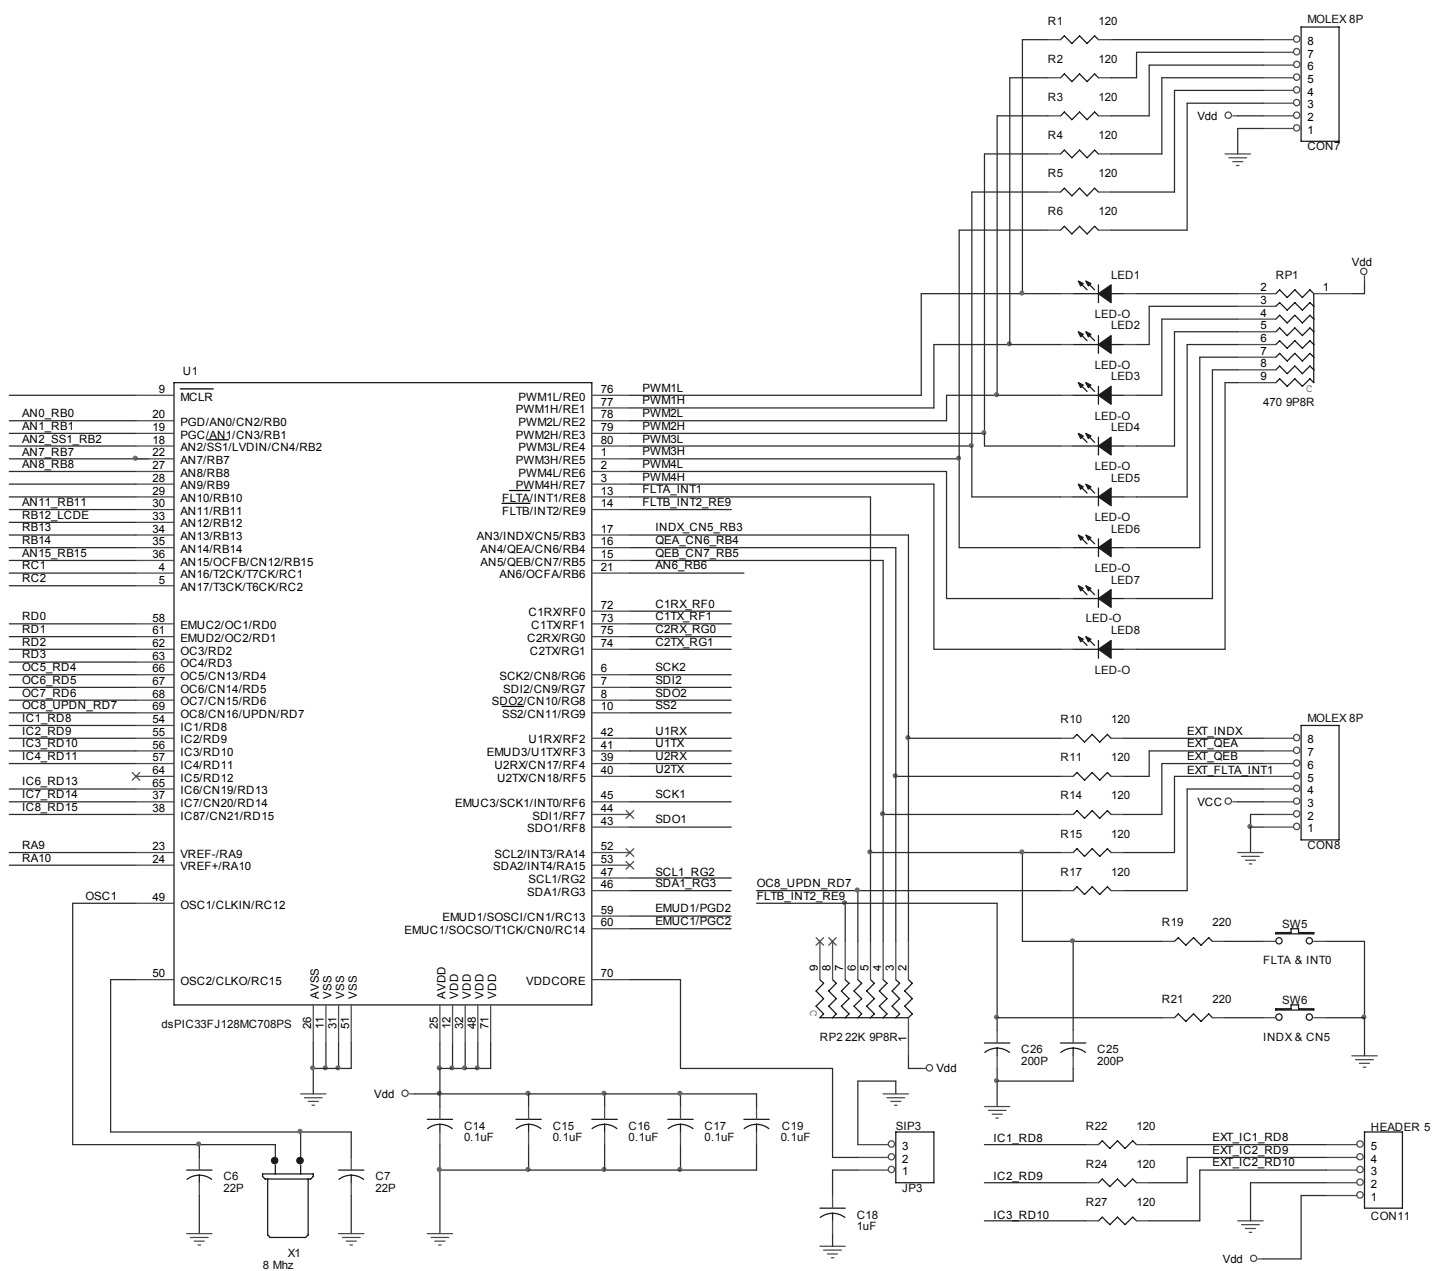 R1 120
MOLEX 8P
8
R2 120
7
6
R3 120
5
4
3
Vdd
2
R4 120
1
CON7
R5 120
R6 120
Vdd
LED1
RP1
2
1
3
LED-O
LED2
4
5
LED-O
LED3
6
7
8
9
C
470 9P8R
LED-O
LED4
LED-O
LED5
LED-O
LED6
LED-O
LED7
LED-O
LED8
LED-O
U1
9 MCLR
AN0_RB0 20 PGD/AN0/CN2/RB0
AN1_RB1 19 PGC/AN1/CN3/RB1
AN2_SS1_RB2 18 AN2/SS1/LVDIN/CN4/RB2
AN7_RB7 22 AN7/RB7
AN8_RB8 27 AN8/RB8
28 AN9/RB9
29 AN10/RB10
AN11_RB11 30 AN11/RB11
RB12_LCDE 33 AN12/RB12
RB13 34 AN13/RB13
RB14 35 AN14/RB14
AN15_RB15 36 AN15/OCFB/CN12/RB15
RC1 4 AN16/T2CK/T7CK/RC1
RC2 5 AN17/T3CK/T6CK/RC2
RD0 58 EMUC2/OC1/RD0
RD1 61 EMUD2/OC2/RD1
RD2 62 OC3/RD2
RD3 63 OC4/RD3
OC5_RD4 66 OC5/CN13/RD4
OC6_RD5 67 OC6/CN14/RD5
OC7_RD6 68 OC7/CN15/RD6
OC8_UPDN_RD7 69 OC8/CN16/UPDN/RD7
IC1_RD8 54 IC1/RD8
IC2_RD9 55 IC2/RD9
IC3_RD10 56 IC3/RD10
IC4_RD11 57 IC4/RD11
64 IC5/RD12
IC6_RD13 65 IC6/CN19/RD13
IC7_RD14 37 IC7/CN20/RD14
IC8_RD15 38 IC87/CN21/RD15
RA9 23 VREF-/RA9
RA10 24 VREF+/RA10
OSC1 49 OSC1/CLKIN/RC12
50 OSC2/CLKO/RC15
PWM1L/RE0 76 PWM1L
PWM1H/RE1 77 PWM1H
PWM2L/RE2 78 PWM2L
PWM2H/RE3 79 PWM2H
PWM3L/RE4 80 PWM3L
PWM3H/RE5 1 PWM3H
PWM4L/RE6 2 PWM4L
PWM4H/RE7 3 PWM4H
FLTA/INT1/RE8 13 FLTA_INT1
FLTB/INT2/RE9 14 FLTB_INT2_RE9
AN3/INDX/CN5/RB3 17 INDX_CN5_RB3
AN4/QEA/CN6/RB4 16 QEA_CN6_RB4
AN5/QEB/CN7/RB5 15 QEB_CN7_RB5
AN6/OCFA/RB6 21 AN6_RB6
C1RX/RF0 72 C1RX_RF0
C1TX/RF1 73 C1TX_RF1
C2RX/RG0 75 C2RX_RG0
C2TX/RG1 74 C2TX_RG1
SCK2/CN8/RG6 6 SCK2
SDI2/CN9/RG7 7 SDI2
SDO2/CN10/RG8 8 SDO2
SS2/CN11/RG9 10 SS2
U1RX/RF2 42 U1RX
EMUD3/U1TX/RF3 41 U1TX
U2RX/CN17/RF4 39 U2RX
U2TX/CN18/RF5 40 U2TX
EMUC3/SCK1/INT0/RF6 45 SCK1
SDI1/RF7 44
SDO1/RF8 43 SDO1
SCL2/INT3/RA14 52
SDA2/INT4/RA15 53
SCL1/RG2 47 SCL1_RG2
SDA1/RG3 46 SDA1_RG3
EMUD1/SOSCI/CN1/RC13 59 EMUD1/PGD2
EMUC1/SOCSO/T1CK/CN0/RC14 60 EMUC1/PGC2
VDDCORE 70
AVSS VSS VSS VSS
AVDD VDD VDD VDD VDD
26 11 31 51
25 12 32 48 71
dsPIC33FJ128MC708PS
R10 120
EXT_INDX
EXT_QEA
R11 120
EXT_QEB
EXT_FLTA_INT1
R14 120
VCC
R15 120
R17 120
MOLEX 8P
8
7
6
5
4
3
2
1
CON8
OC8_UPDN_RD7
FLTB_INT2_RE9
R19 220
SW5
FLTA & INT0
R21 220
SW6
INDX & CN5
9 8 7 6 5 4 3 2
C
RP2 22K 9P8R
1
Vdd
C26
200P
C25
200P
Vdd
C14
0.1uF
C15
0.1uF
C16
0.1uF
C17
0.1uF
C19
0.1uF
SIP3
3
2
1
JP3
C18
1uF
C6
22P
C7
22P
X1
8 Mhz
IC1_RD8
R22 120
EXT_IC1_RD8
IC2_RD9
R24 120
EXT_IC2_RD9
IC3_RD10
R27 120
EXT_IC2_RD10
HEADER 5
5
4
3
2
1
CON11
Vdd